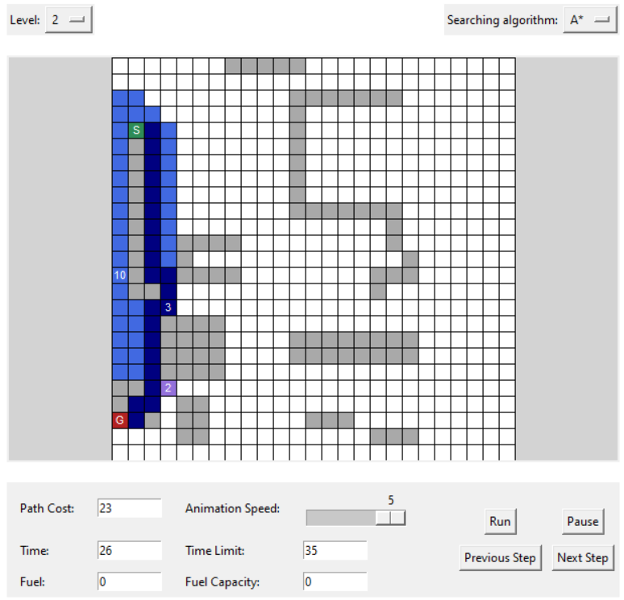 Level: 2 Searching algorithm: A*
S
10
3
2
G
Path Cost: 23 Animation Speed: 5
Run Pause
Time: 26 Time Limit: 35 Previous Step Next Step
Fuel: 0 Fuel Capacity: 0